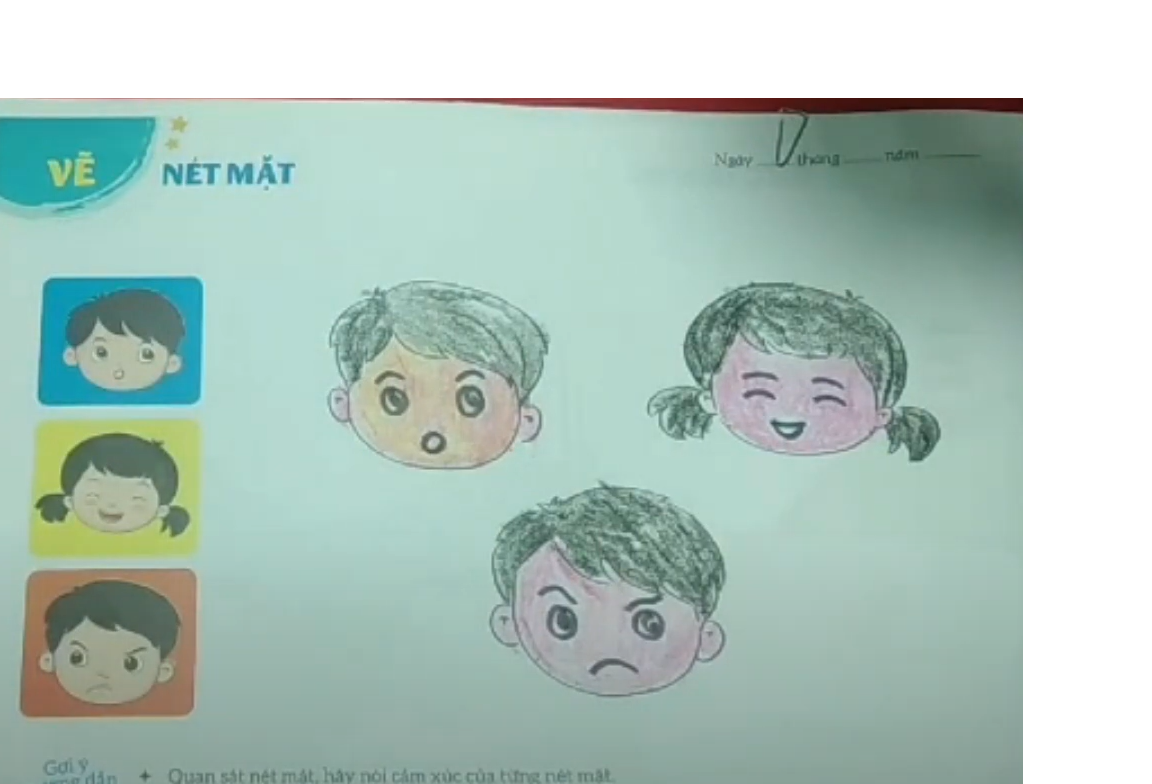 VẼ NÉT MẶT
Ngày D tháng ...... năm ......
Gợi ý
dẫn
+ Quan sát nét mặt, hãy nói cảm xúc của từng nét mặt.